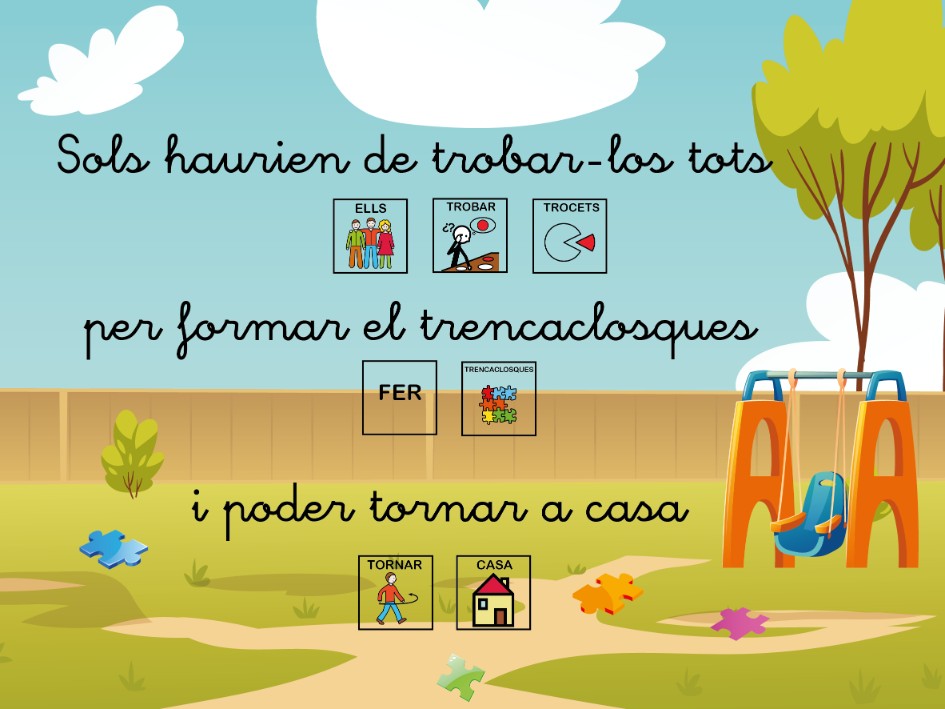 Sols haurien de trobar-los tots
ELLS TROBAR TROCETS
¿?
per formar el trencaclosques
FER TRENCACLOSQUES
i poder tornar a casa
TORNAR CASA